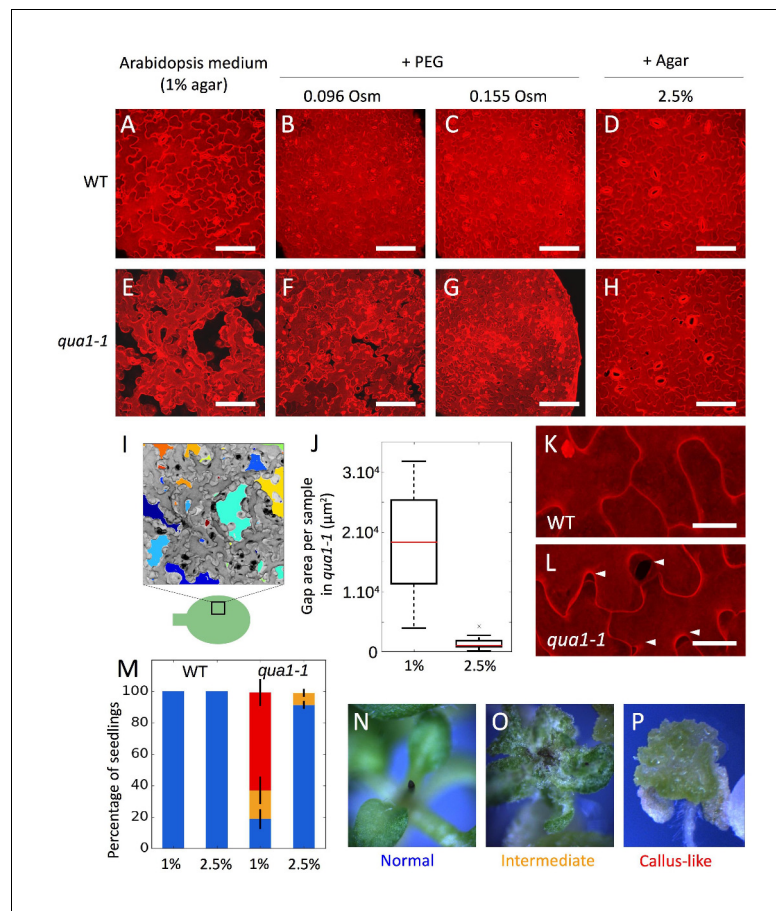 Arabidopsis medium
(1% agar)
+ PEG
+ Agar
0.096 Osm
0.155 Osm
2.5%
A
B
C
D
WT
E
F
G
H
qua1-1
I
J
K
Gap area per sample
in qua1-1 (μm²)
3.10⁴
2.10⁴
1.10⁴
0
1%
2.5%
WT
L
qua1-1
M
WT
qua1-1
Percentage of seedlings
100
80
60
40
20
0
1%
2.5%
1%
2.5%
N
O
P
Normal
Intermediate
Callus-like